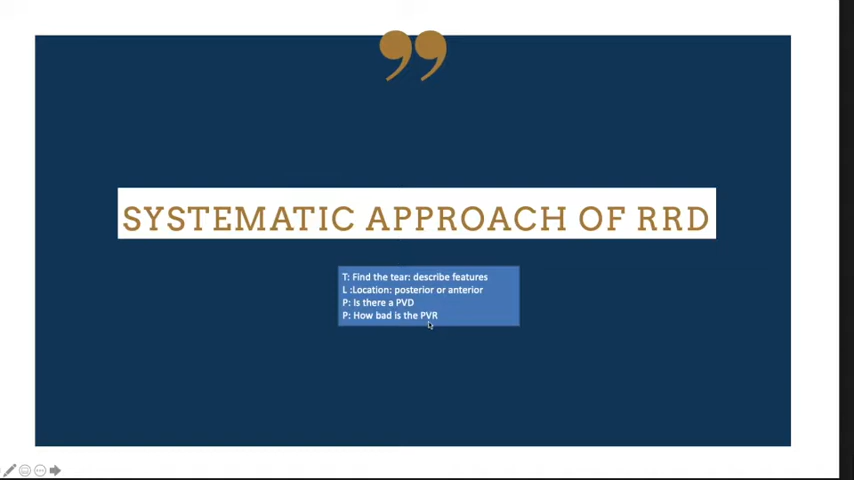 ”
SYSTEMATIC APPROACH OF RRD
T: Find the tear: describe features
L :Location: posterior or anterior
P: Is there a PVD
P: How bad is the PVR